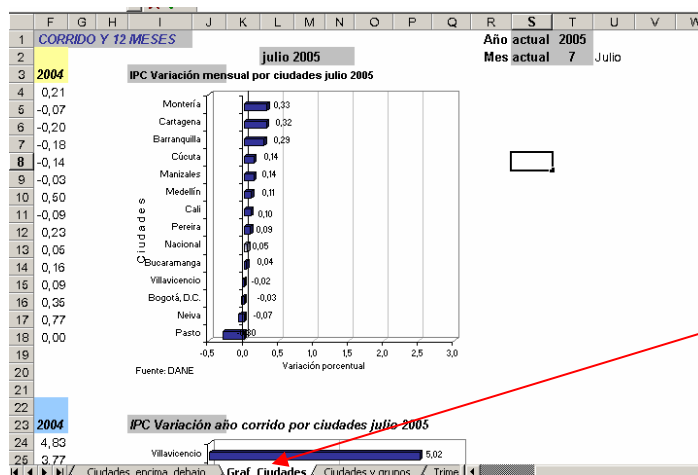 F G H I J K L M N O P Q R S T U V W
1 CORRIDO Y 12 MESES Año actual 2005
2 julio 2005 Mes actual 7 Julio
3 2004 IPC Variación mensual por ciudades julio 2005
4 0,21
5 -0,07
6 -0,20
7 -0,18
8 -0,14
9 -0,03
10 0,50
11 -0,09
12 0,23
13 0,05
14 0,16
15 0,09
16 0,35
17 0,77
18 0,00
19
20
21
22
23 2004 IPC Variación año corrido por ciudades julio 2005
24 4,83
25 3,77
Ciudades
Montería 0,33
Cartagena 0,32
Barranquilla 0,29
Cúcuta 0,14
Manizales 0,14
Medellín 0,11
Cali 0,10
Pereira 0,09
Nacional 0,05
Bucaramanga 0,04
Villavicencio -0,02
Bogotá, D.C. -0,03
Neiva -0,07
Pasto
-0,5 0,0 0,5 1,0 1,5 2,0 2,5 3,0
Variación porcentual
Fuente: DANE
Villavicencio 5,02
Ciudades encima debajo Graf_Ciudades Ciudades y grupos Trime